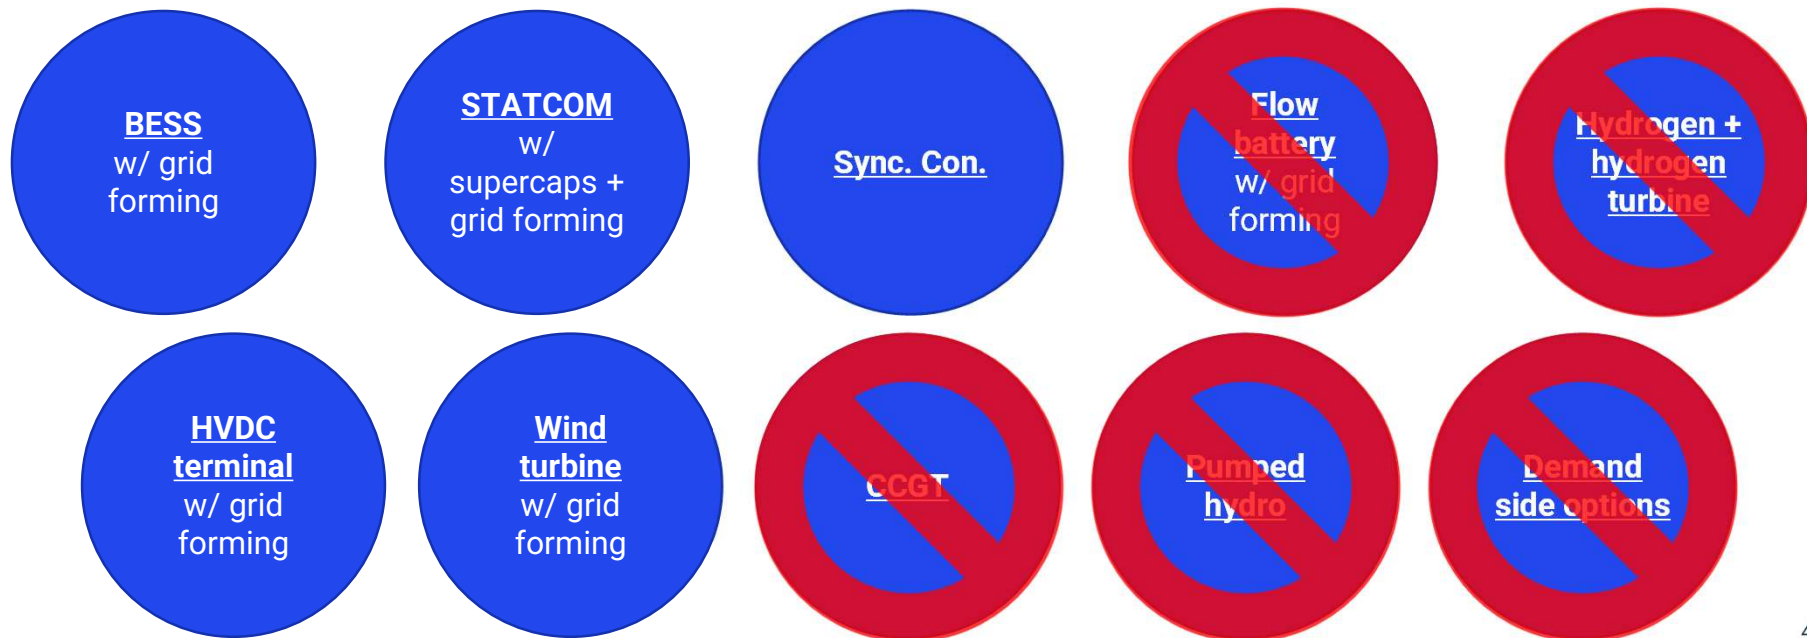 BESS
w/ grid
forming
STATCOM
w/
supercaps +
grid forming
Sync. Con.
Flow
battery
w/ grid
forming
Hydrogen +
hydrogen
turbine
HVDC
terminal
w/ grid
forming
Wind
turbine
w/ grid
forming
CCGT
Pumped
hydro
Demand
side options